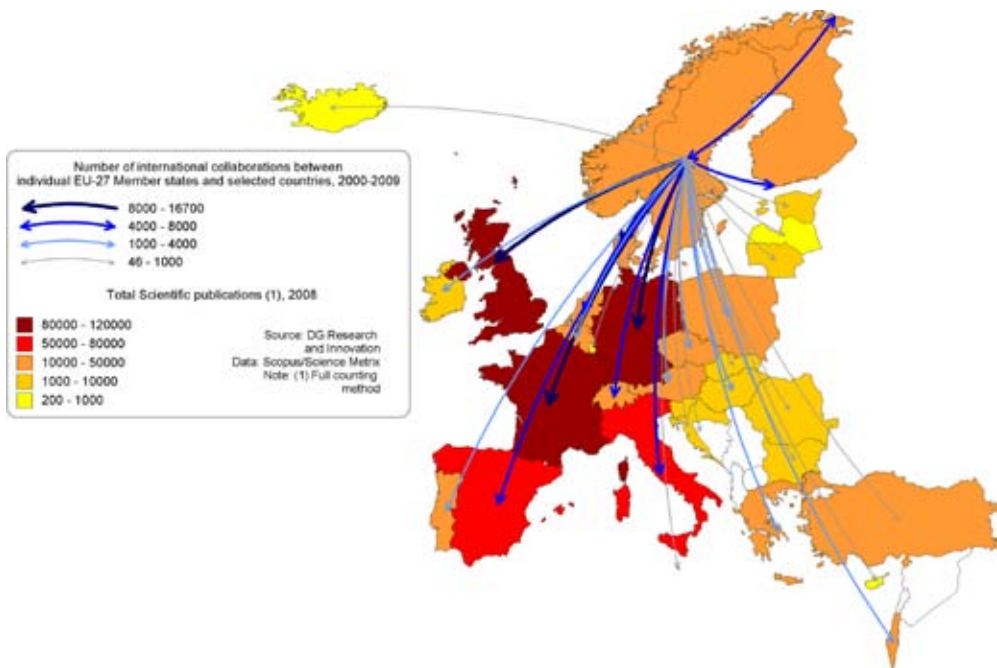 Number of international collaborations between
individual EU-27 Member states and selected countries, 2000-2009
8000 - 16700
4000 - 8000
1000 - 4000
46 - 1000
Total Scientific publications (1), 2008
80000 - 120000
50000 - 80000
10000 - 50000
1000 - 10000
200 - 1000
Source: DG Research
and Innovation
Data: Scopus/Science Metrix
Note: (1) Full counting
method